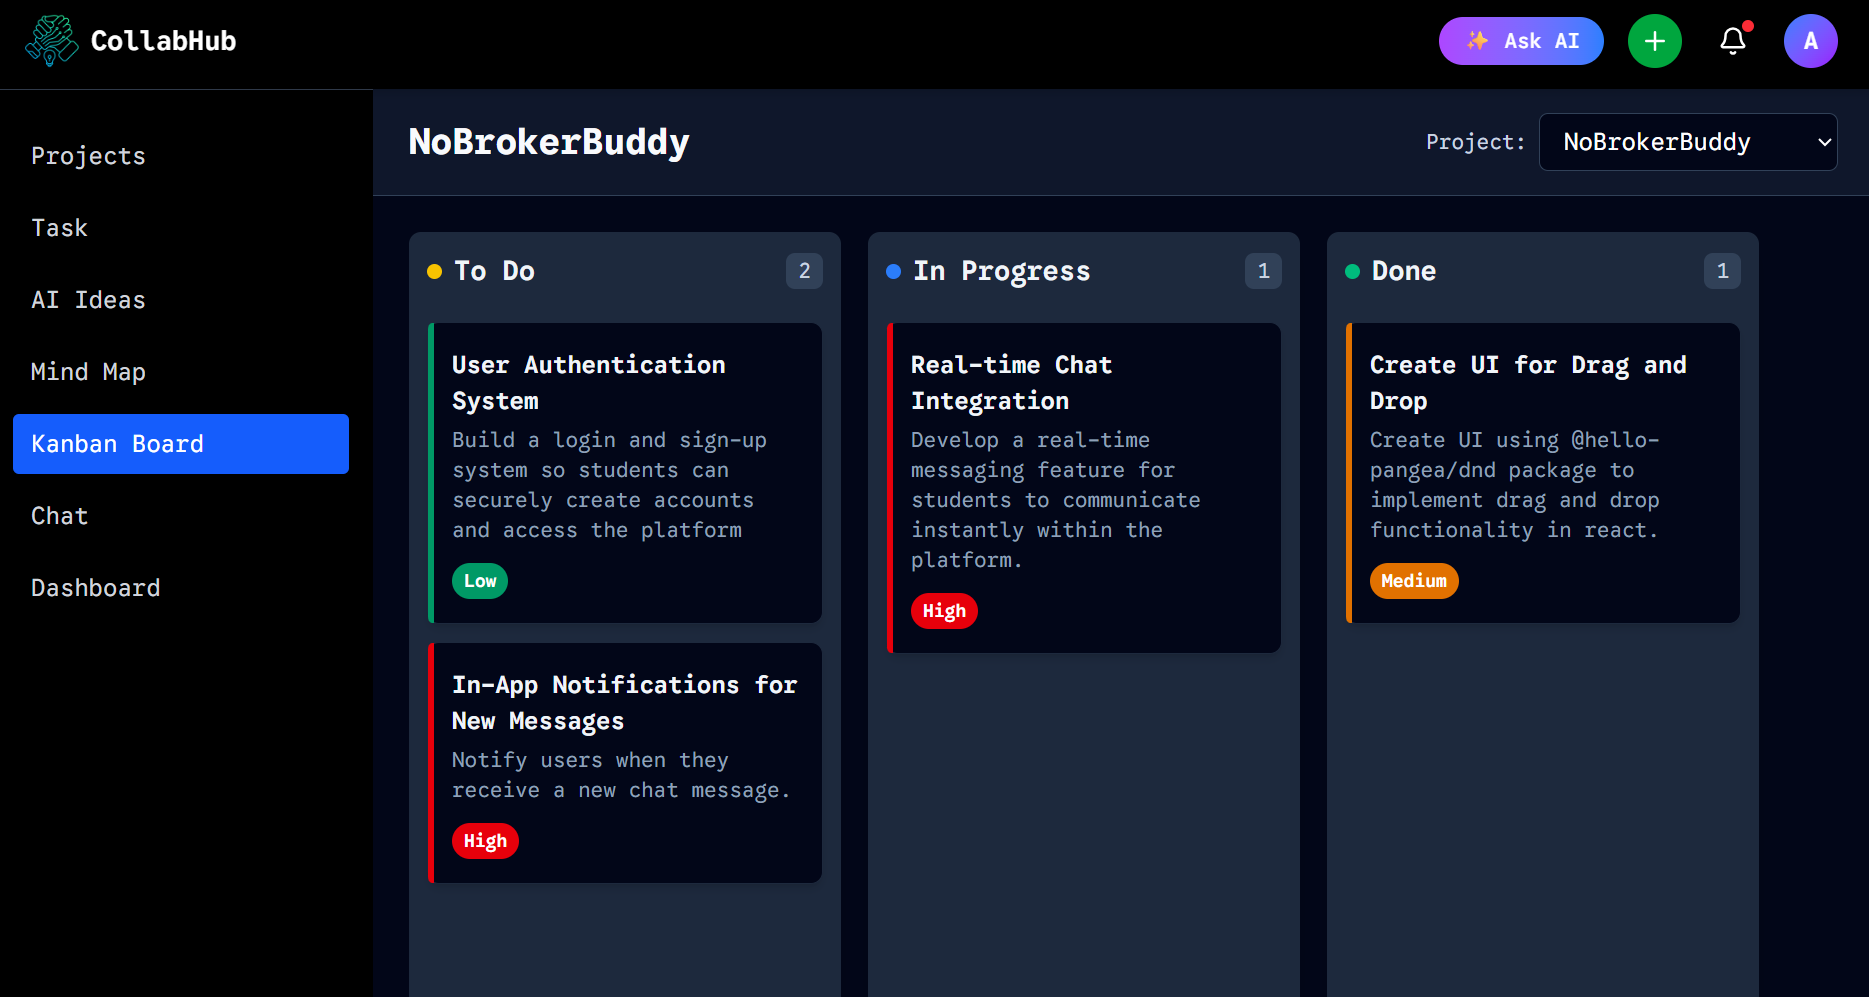 CollabHub
✨ Ask AI
A
Projects
Task
AI Ideas
Mind Map
Kanban Board
Chat
Dashboard
NoBrokerBuddy
Project:
NoBrokerBuddy
To Do
2
User Authentication
System
Build a login and sign-up
system so students can
securely create accounts
and access the platform
Low
In-App Notifications for
New Messages
Notify users when they
receive a new chat message.
High
In Progress
1
Real-time Chat
Integration
Develop a real-time
messaging feature for
students to communicate
instantly within the
platform.
High
Done
1
Create UI for Drag and
Drop
Create UI using @hello-
pangea/dnd package to
implement drag and drop
functionality in react.
Medium